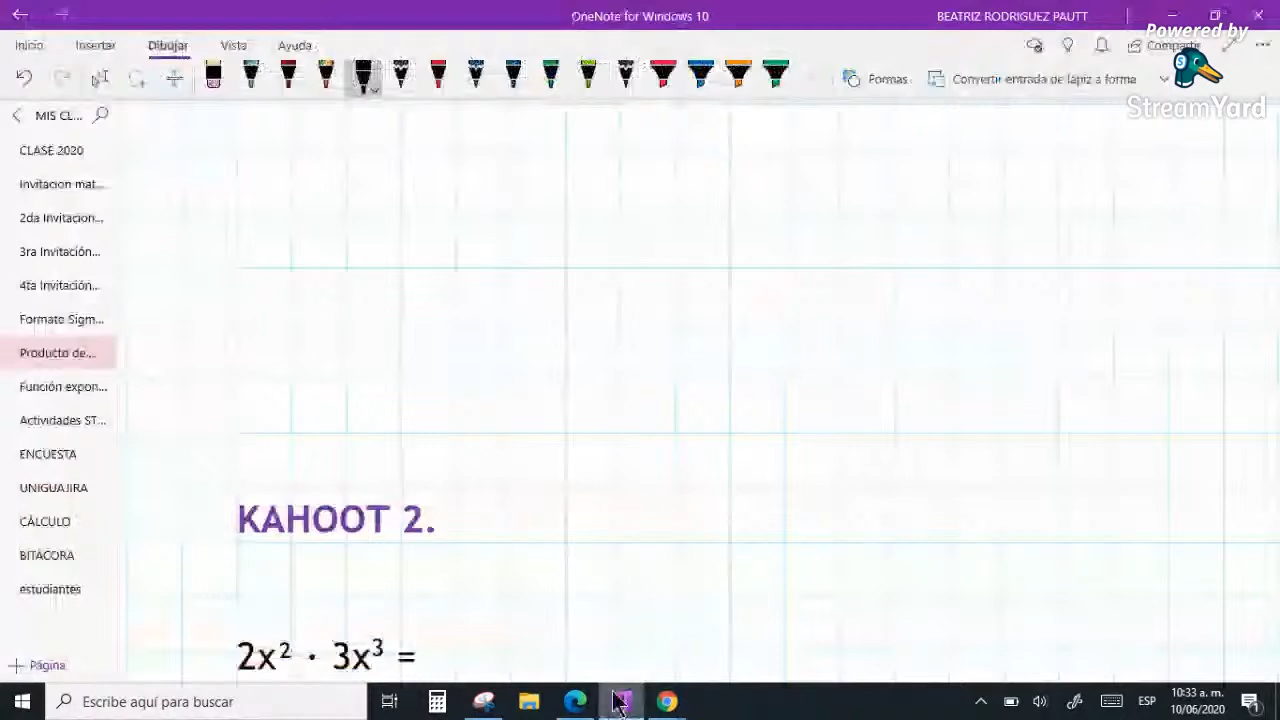 OneNote for Windows 10
BEATRIZ RODRIGUEZ PAUTT
Powered by
StreamYard
Inicio
Insertar
Dibujar
Vista
Ayuda
Compartir
Formas
Convertir entrada de lápiz a forma
MIS CL...
CLASE 2020
Invitacion mat...
2da Invitacion...
3ra Invitación...
4ta Invitación...
Formato Sigm...
Producto de...
Función expon...
Actividades ST...
ENCUESTA
UNIGUAJIRA
CÁLCULO
BITÁCORA
estudiantes
Página
KAHOOT 2.
2x² · 3x³ =
Escribe aquí para buscar
ESP
10:33 a. m.
10/06/2020